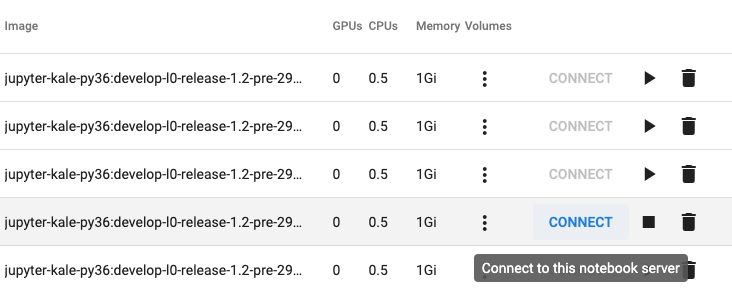 Image GPUs CPUs Memory Volumes
jupyter-kale-py36:develop-l0-release-1.2-pre-29... 0 0.5 1Gi CONNECT
jupyter-kale-py36:develop-l0-release-1.2-pre-29... 0 0.5 1Gi CONNECT
jupyter-kale-py36:develop-l0-release-1.2-pre-29... 0 0.5 1Gi CONNECT
jupyter-kale-py36:develop-l0-release-1.2-pre-29... 0 0.5 1Gi CONNECT
jupyter-kale-py36:develop-l0-release-1.2-pre-29... 0 0.5 1Gi
Connect to this notebook server